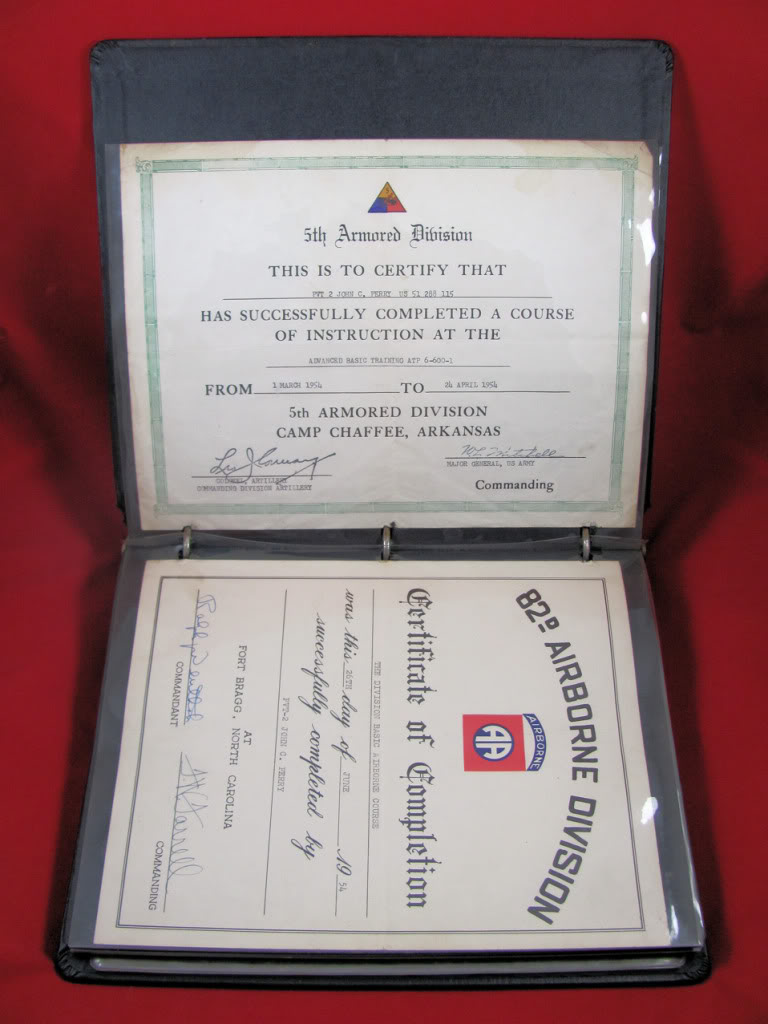 5th Armored Division
THIS IS TO CERTIFY THAT
PVT 2 JOHN C. PERRY US 51 288 115
HAS SUCCESSFULLY COMPLETED A COURSE
OF INSTRUCTION AT THE
ADVANCED BASIC TRAINING ATP 6-600-1
FROM 1 MARCH 1954 TO 24 APRIL 1954
5th ARMORED DIVISION
CAMP CHAFFEE, ARKANSAS
COLONEL, ARTILLERY
COMMANDING DIVISION ARTILLERY
MAJOR GENERAL, US ARMY
Commanding
82D AIRBORNE DIVISION
AIRBORNE
AA
Certificate of Completion
THE DIVISION BASIC AIRBORNE COURSE
was this 26TH day of JUNE 19 54
successfully completed by
PVT-2 JOHN C. PERRY
AT
FORT BRAGG, NORTH CAROLINA
COMMANDANT
COMMANDING